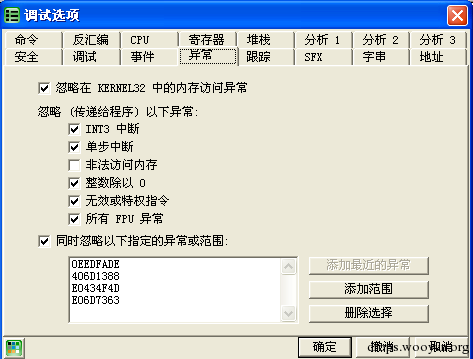 调试选项
命令 反汇编 CPU 寄存器 堆栈 分析 1 分析 2 分析 3
安全 调试 事件 异常 跟踪 SFX 字串 地址
忽略在 KERNEL32 中的内存访问异常
忽略 (传递给程序) 以下异常:
INT3 中断
单步中断
非法访问内存
整数除以 0
无效或特权指令
所有 FPU 异常
同时忽略以下指定的异常或范围:
0EEDFADE
406D1388
E0434F4D
E06D7363
添加最近的异常
添加范围
删除选择
确定 撤消 取消